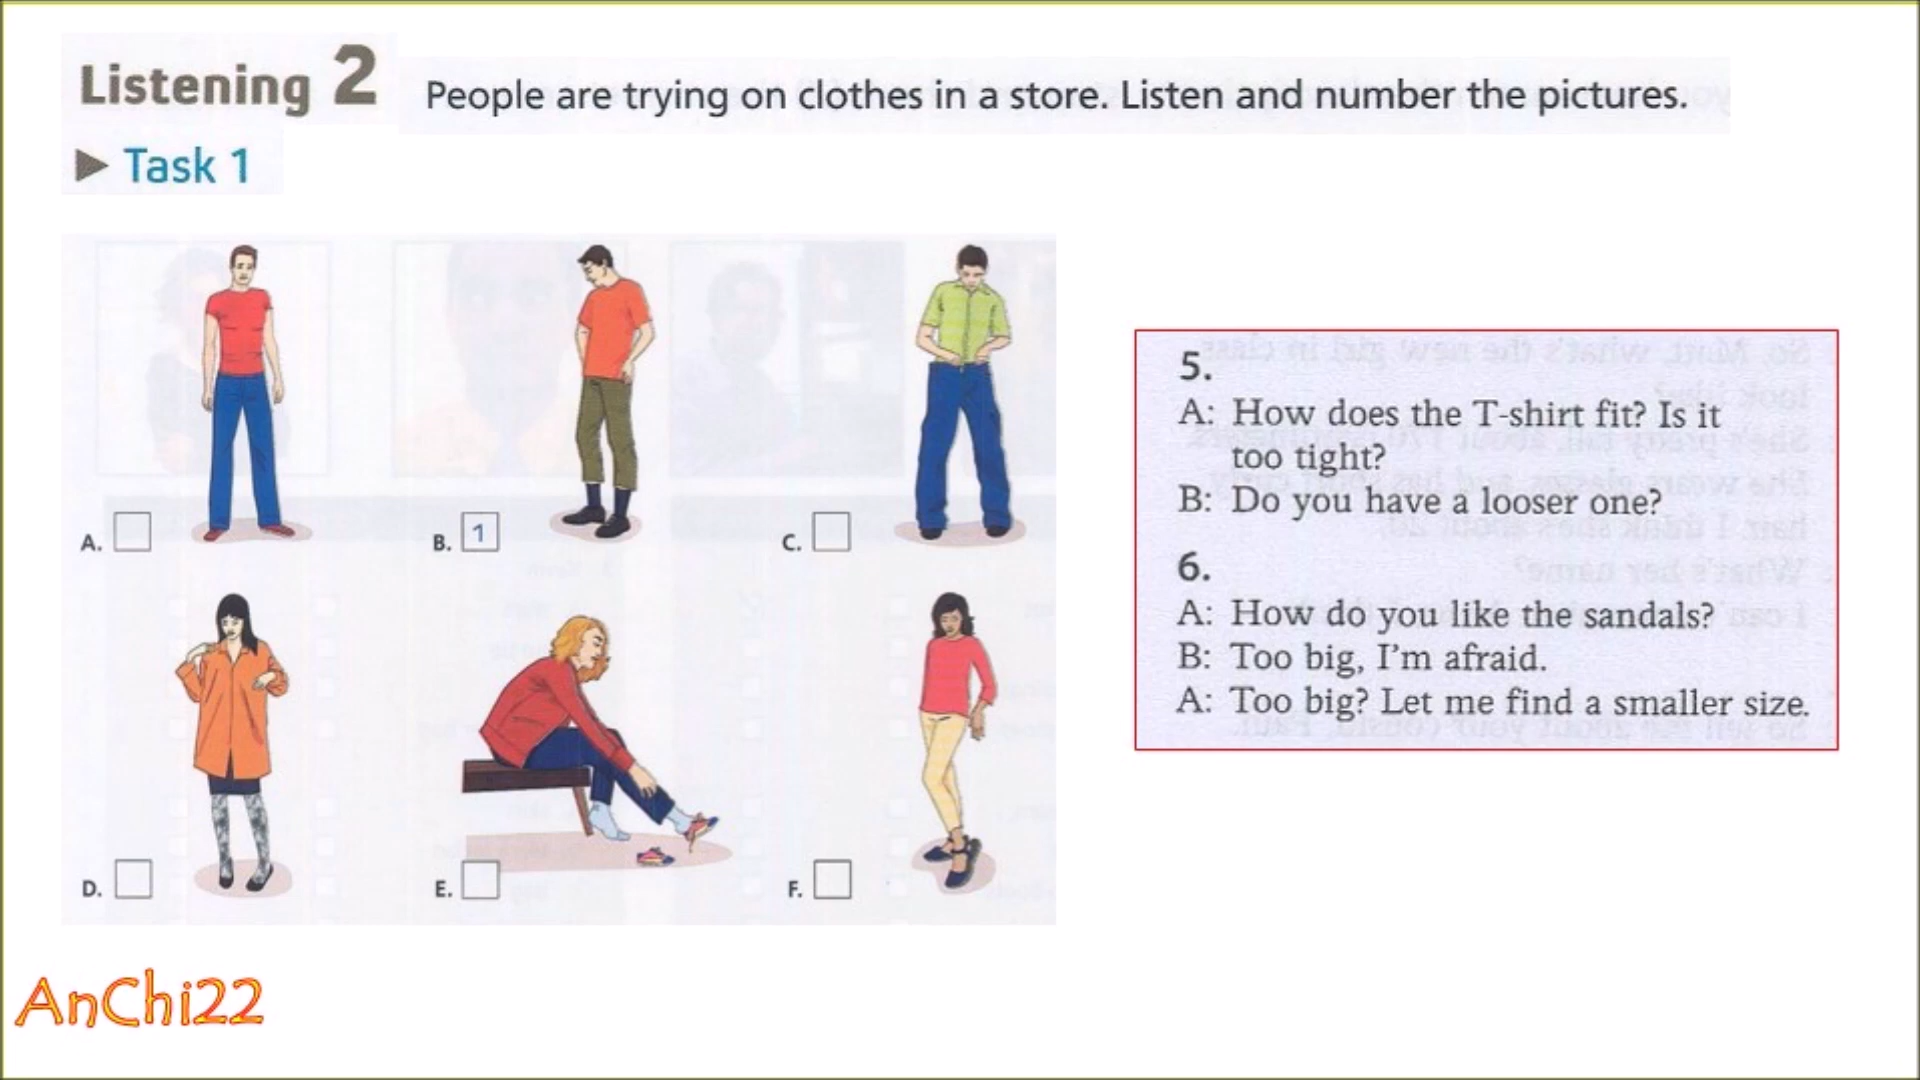 Listening 2
People are trying on clothes in a store. Listen and number the pictures.
Task 1
A.
B. 1
C.
D.
E.
F.
5.
A: How does the T-shirt fit? Is it
too tight?
B: Do you have a looser one?
6.
A: How do you like the sandals?
B: Too big, I'm afraid.
A: Too big? Let me find a smaller size.
AnChi22